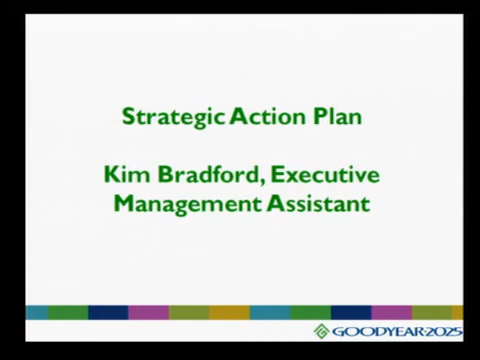 Strategic Action Plan
Kim Bradford, Executive
Management Assistant
GOODYEAR·2025